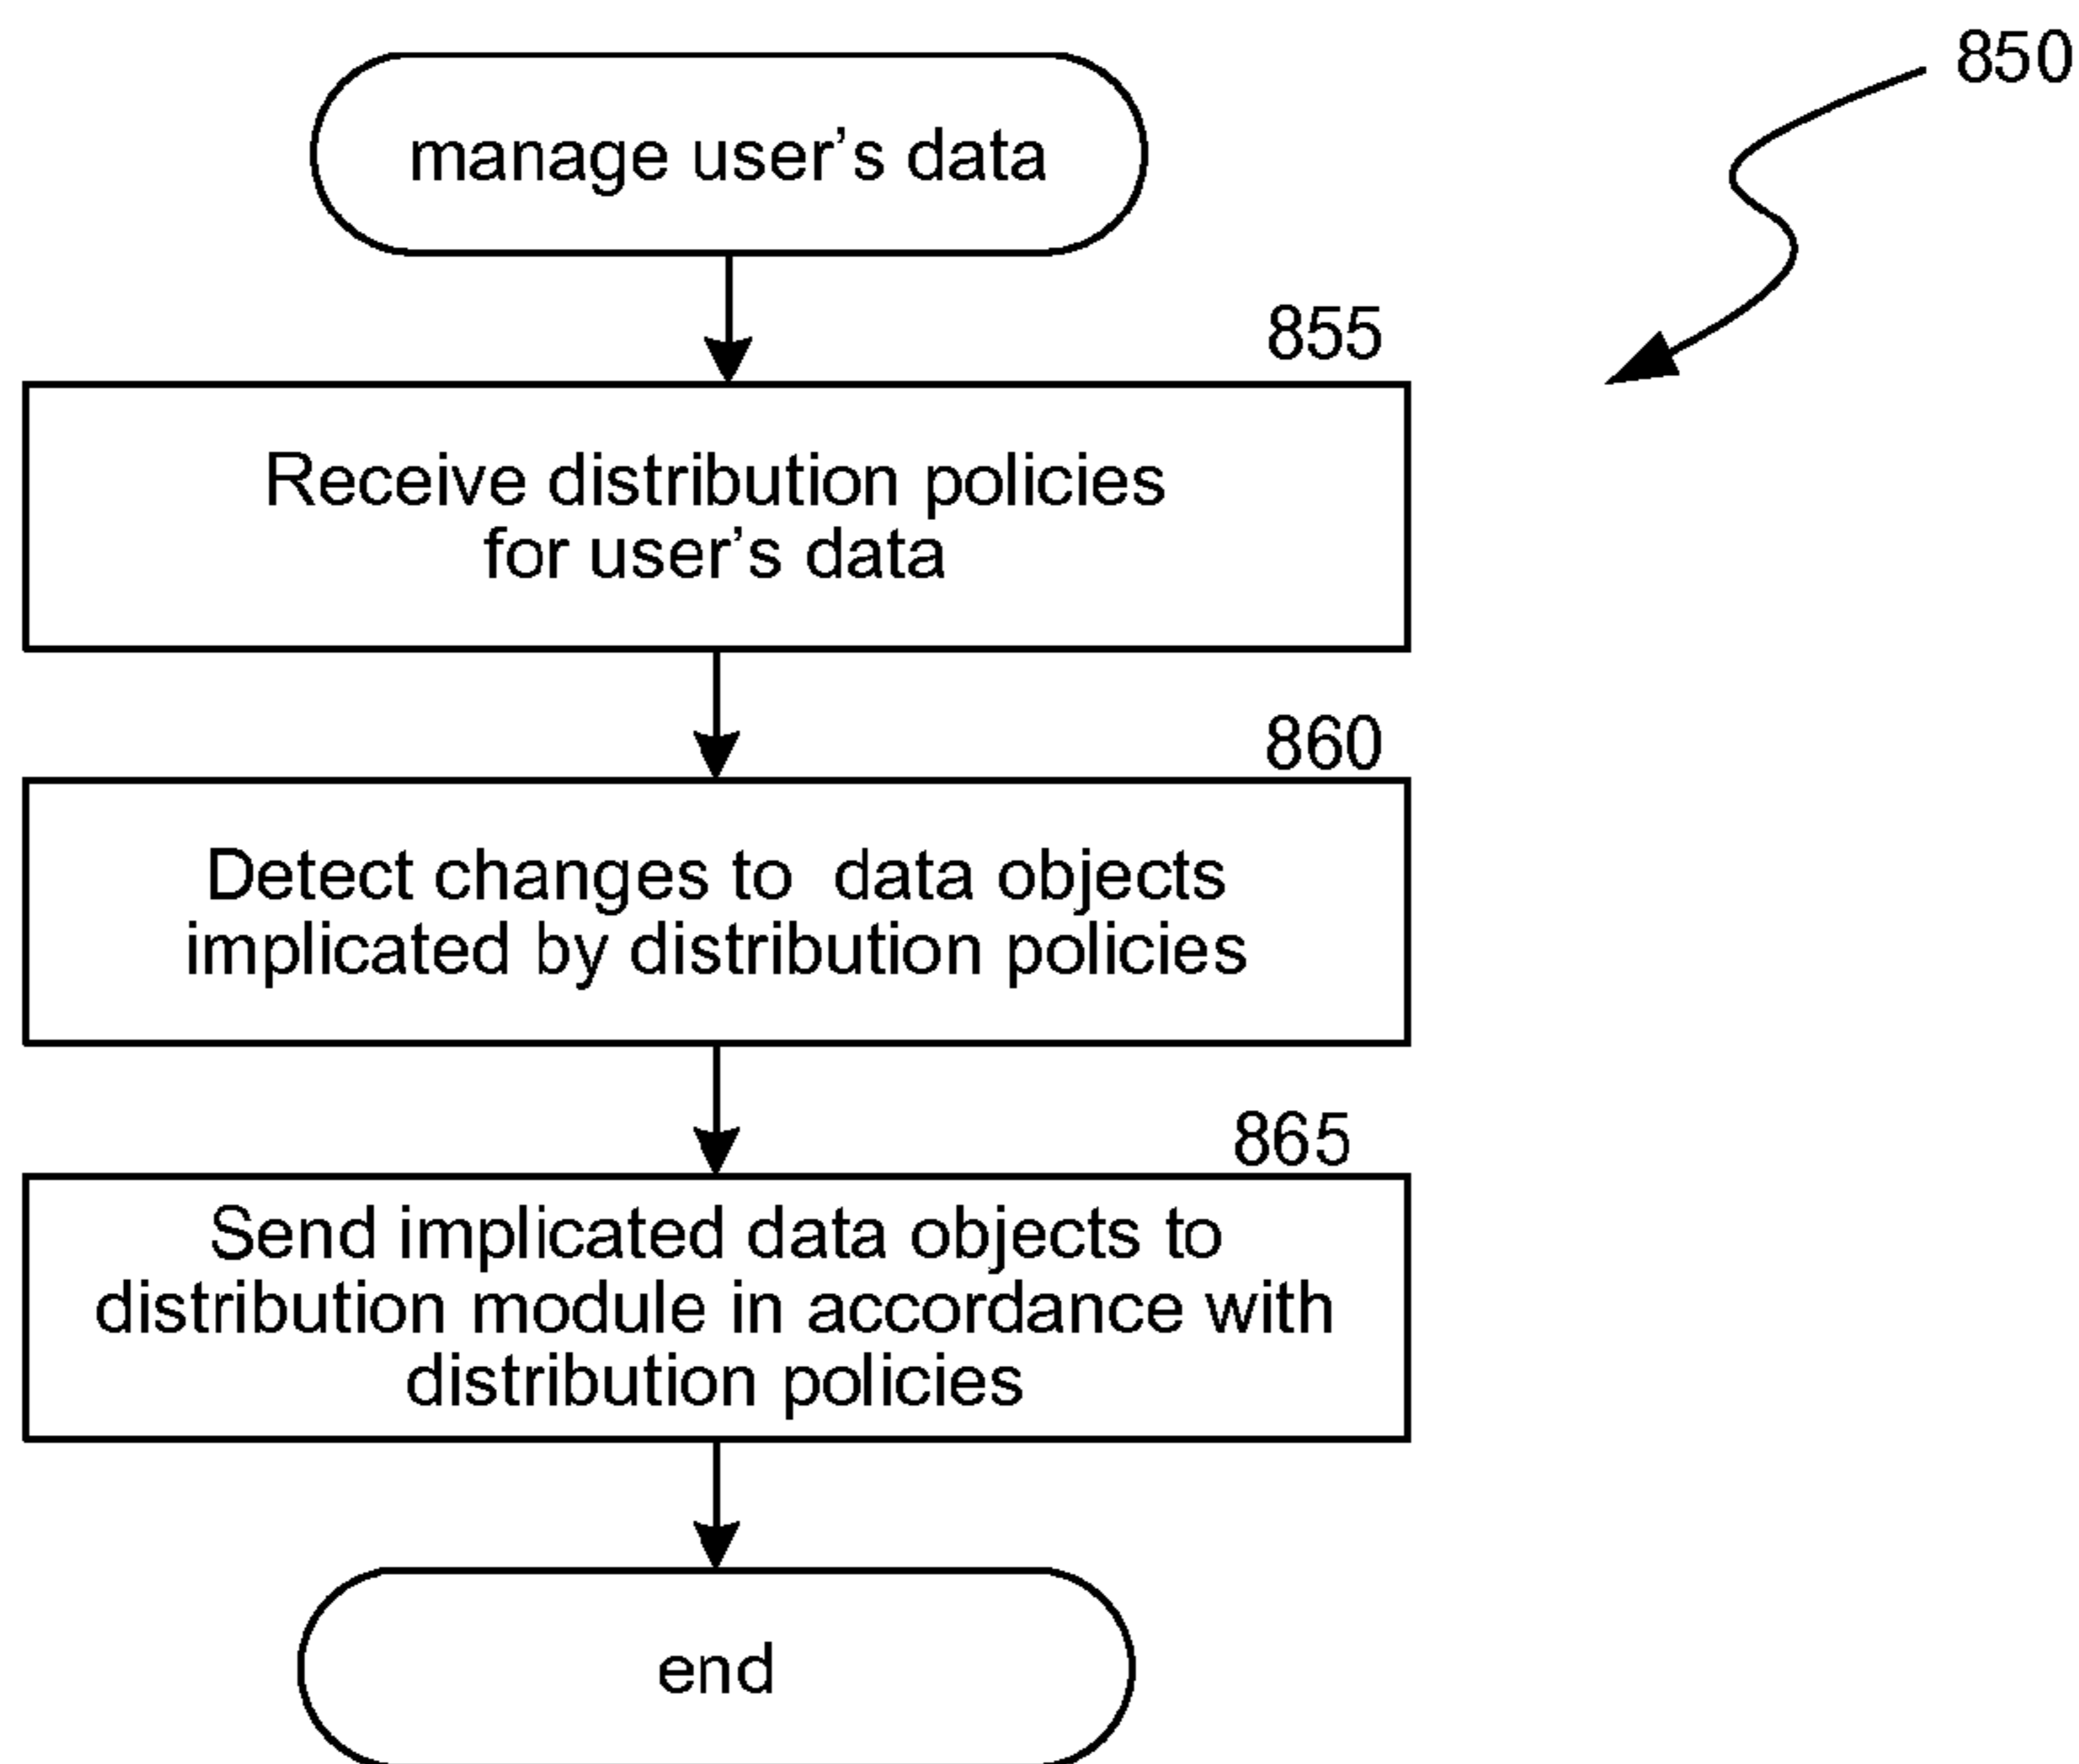 850
manage user’s data
855
Receive distribution policies
for user’s data
860
Detect changes to data objects
implicated by distribution policies
865
Send implicated data objects to
distribution module in accordance with
distribution policies
end